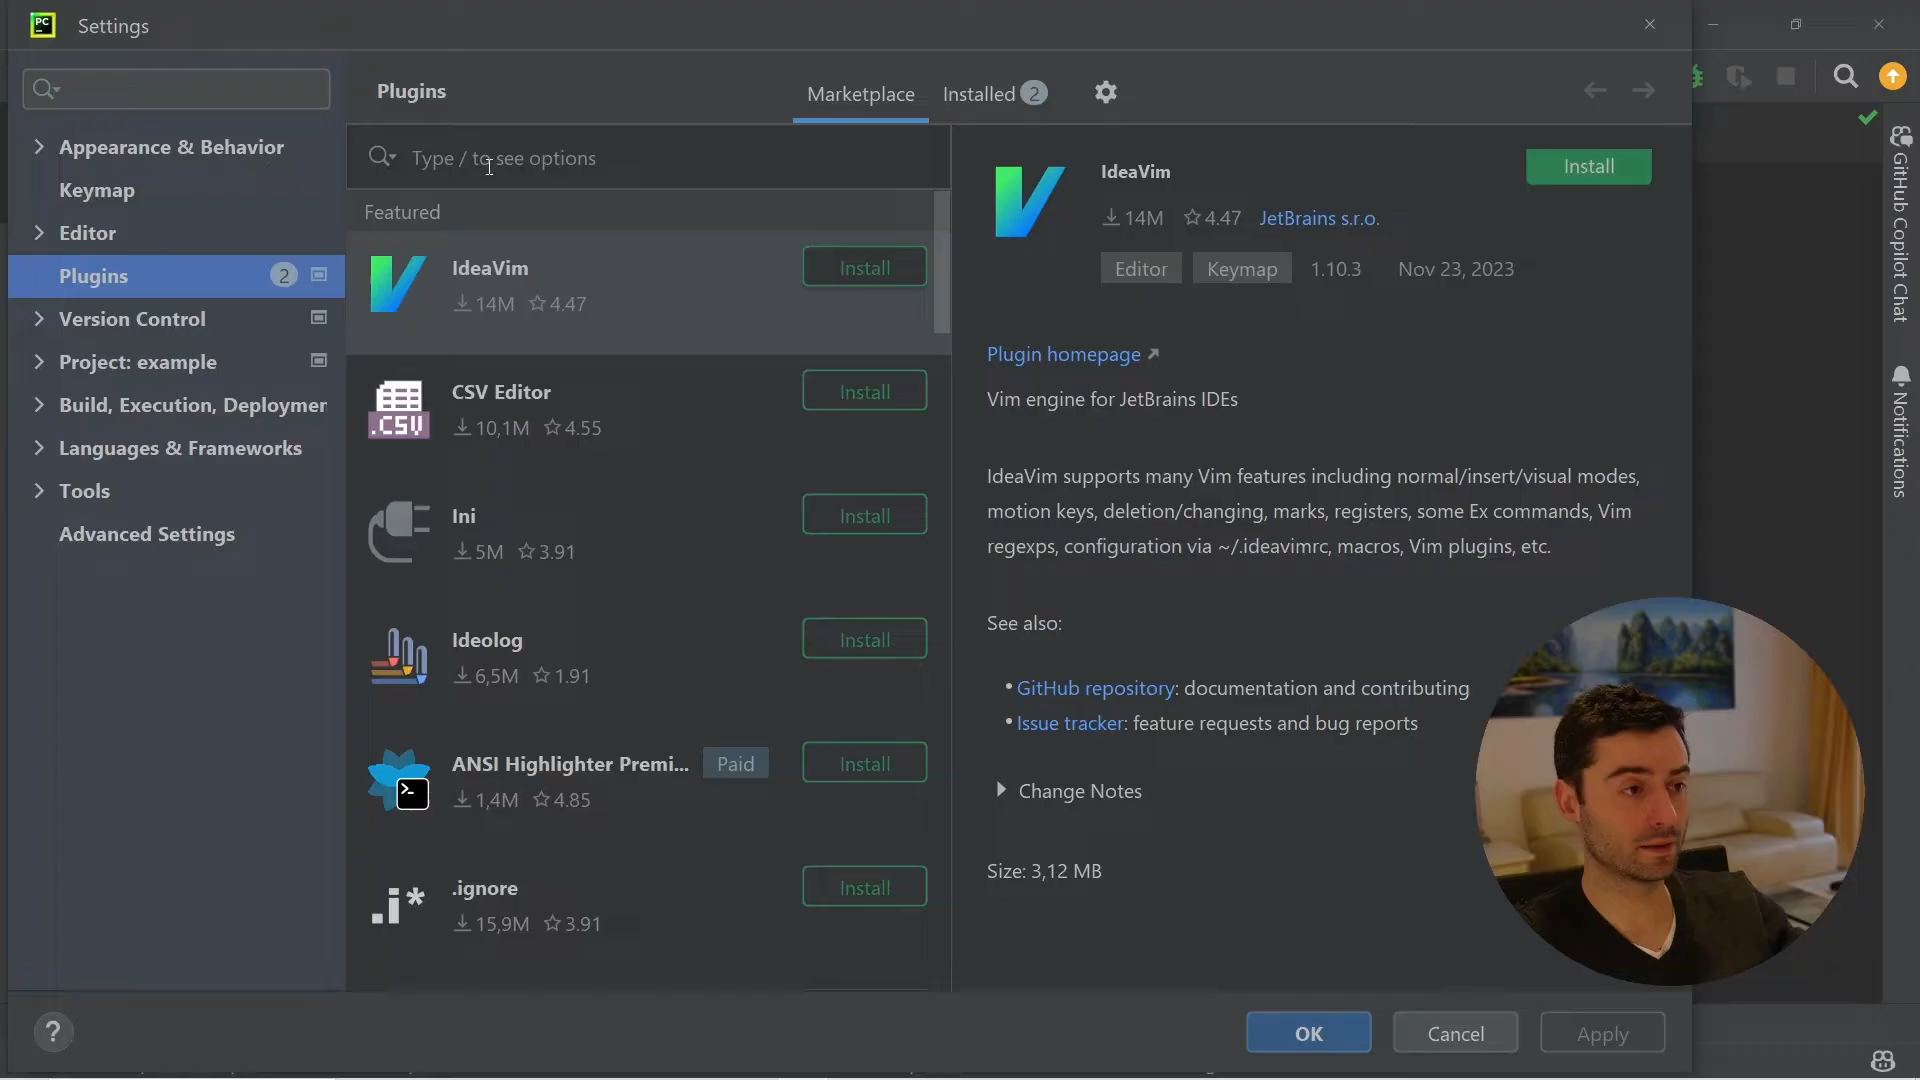 PC
Settings
Appearance & Behavior
Keymap
Editor
Plugins 2
Version Control
Project: example
Build, Execution, Deploymen
Languages & Frameworks
Tools
Advanced Settings
Plugins
Marketplace
Installed 2
Type / to see options
Featured
IdeaVim
14M 4.47
Install
CSV Editor
10,1M 4.55
Install
.CSV
Ini
5M 3.91
Install
Ideolog
6,5M 1.91
Install
ANSI Highlighter Premi... Paid
1,4M 4.85
Install
.ignore
15,9M 3.91
Install
.i*
IdeaVim
Install
14M 4.47 JetBrains s.r.o.
Editor Keymap 1.10.3 Nov 23, 2023
Plugin homepage
Vim engine for JetBrains IDEs
IdeaVim supports many Vim features including normal/insert/visual modes,
motion keys, deletion/changing, marks, registers, some Ex commands, Vim
regexps, configuration via ~/.ideavimrc, macros, Vim plugins, etc.
See also:
• GitHub repository: documentation and contributing
• Issue tracker: feature requests and bug reports
Change Notes
Size: 3,12 MB
?
OK
Cancel
Apply
GitHub Copilot Chat
Notifications